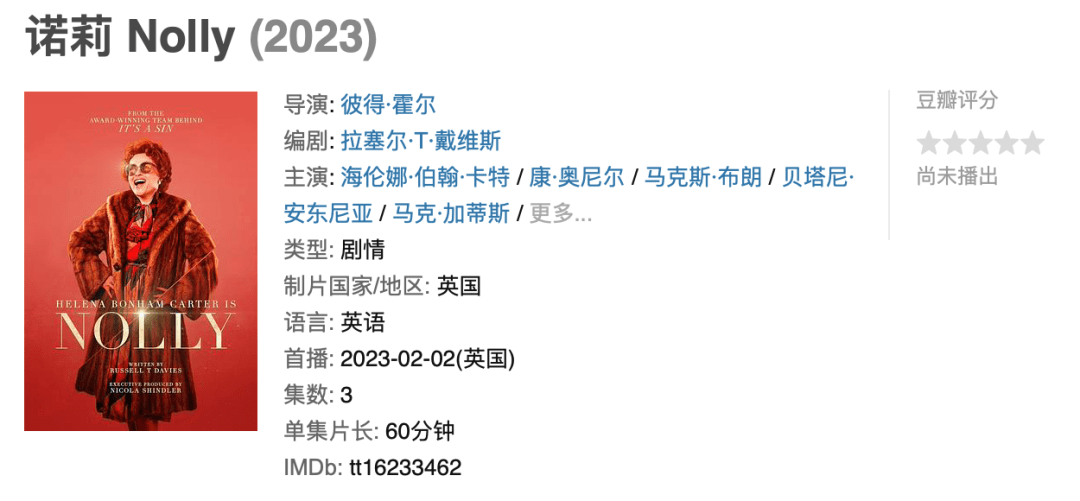 诺莉 Nolly (2023)
FROM THE
AWARD-WINNING TEAM BEHIND
IT'S A SIN
HELENA BONHAM CARTER IS
NOLLY
WRITTEN BY
RUSSELL T DAVIES
EXECUTIVE PRODUCED BY
NICOLA SHINDLER
导演: 彼得·霍尔
编剧: 拉塞尔·T·戴维斯
主演: 海伦娜·伯翰·卡特 / 康·奥尼尔 / 马克斯·布朗 / 贝塔尼·
安东尼亚 / 马克·加蒂斯 / 更多...
类型: 剧情
制片国家/地区: 英国
语言: 英语
首播: 2023-02-02(英国)
集数: 3
单集片长: 60分钟
IMDb: tt16233462
豆瓣评分
尚未播出